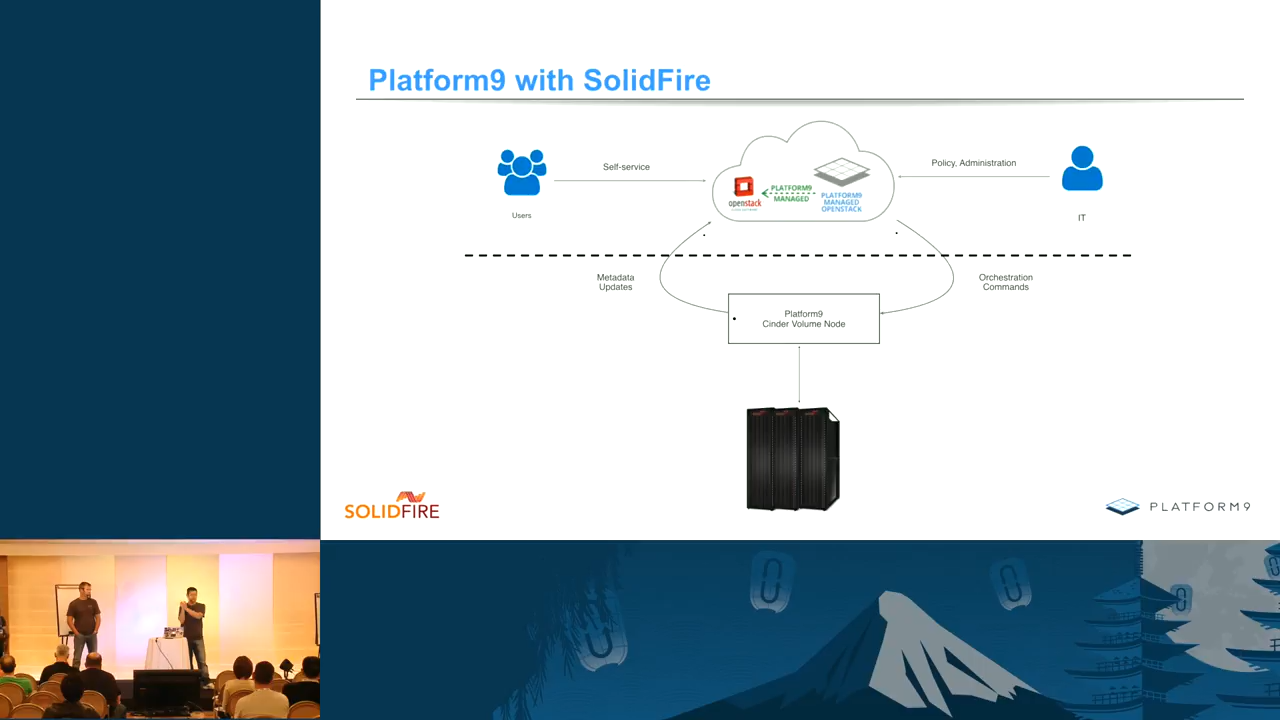 Platform9 with SolidFire
Self-service
Policy, Administration
Users
IT
openstack
PLATFORM9
MANAGED
PLATFORM9
MANAGED
OPENSTACK
Metadata
Updates
Orchestration
Commands
Platform9
Cinder Volume Node
SOLIDFIRE
PLATFORM9